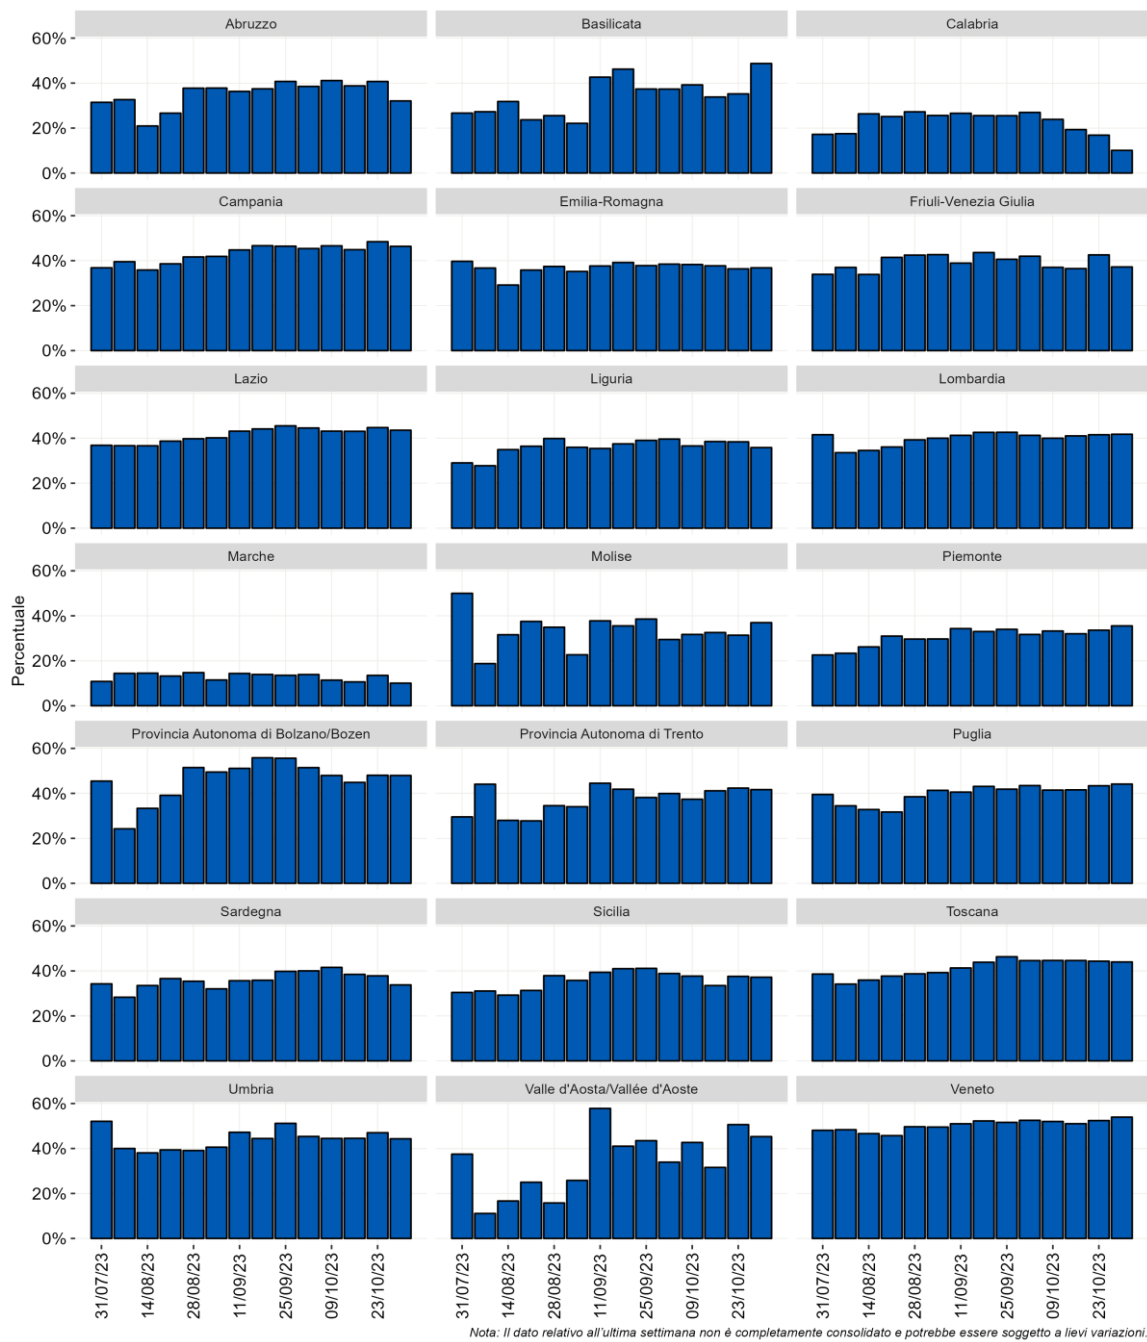 Abruzzo Basilicata Calabria
60%
40%
20%
0%
Campania Emilia-Romagna Friuli-Venezia Giulia
60%
40%
20%
0%
Lazio Liguria Lombardia
60%
40%
20%
0%
Marche Molise Piemonte
60%
40%
20%
0%
Percentuale
Provincia Autonoma di Bolzano/Bozen Provincia Autonoma di Trento Puglia
60%
40%
20%
0%
Sardegna Sicilia Toscana
60%
40%
20%
0%
Umbria Valle d'Aosta/Vallée d'Aoste Veneto
60%
40%
20%
0%
31/07/23 14/08/23 28/08/23 11/09/23 25/09/23 09/10/23 23/10/23 31/07/23 14/08/23 28/08/23 11/09/23 25/09/23 09/10/23 23/10/23 31/07/23 14/08/23 28/08/23 11/09/23 25/09/23 09/10/23 23/10/23
Nota: Il dato relativo all'ultima settimana non è completamente consolidato e potrebbe essere soggetto a lievi variazioni.